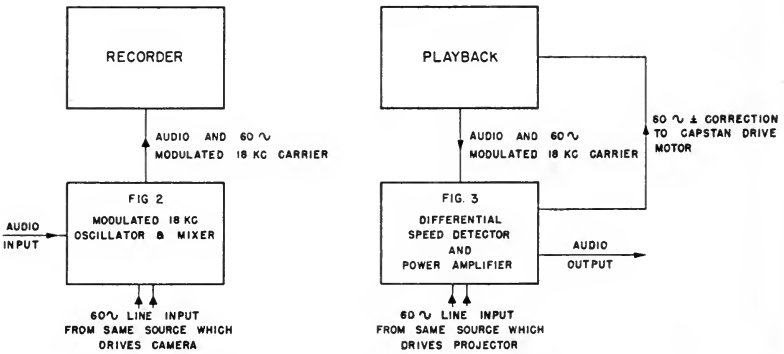 RECORDER
AUDIO AND 60∿
MODULATED 18 KC CARRIER
FIG 2
MODULATED 18 KC
OSCILLATOR & MIXER
AUDIO
INPUT
60∿ LINE INPUT
FROM SAME SOURCE WHICH
DRIVES CAMERA
PLAYBACK
AUDIO AND 60∿
MODULATED 18 KC CARRIER
60 ∿ ± CORRECTION
TO CAPSTAN DRIVE
MOTOR
FIG. 3
DIFFERENTIAL
SPEED DETECTOR
AND
POWER AMPLIFIER
AUDIO
OUTPUT
60∿ LINE INPUT
FROM SAME SOURCE WHICH
DRIVES PROJECTOR